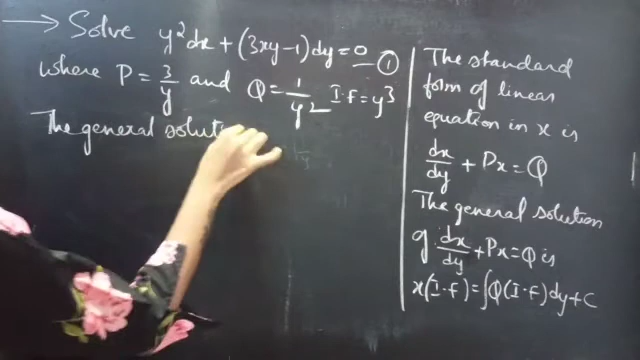 → Solve y²dx + (3xy-1)dy=0 —①
where P = 3/y and Q = 1/y² I.F = y³
The general soluti
The standard
form of linear
equation in x is
dx/dy + Px = Q
The general solution
of dx/dy + Px = Q is
x(I.F) = ∫Q(I.F)dy + C